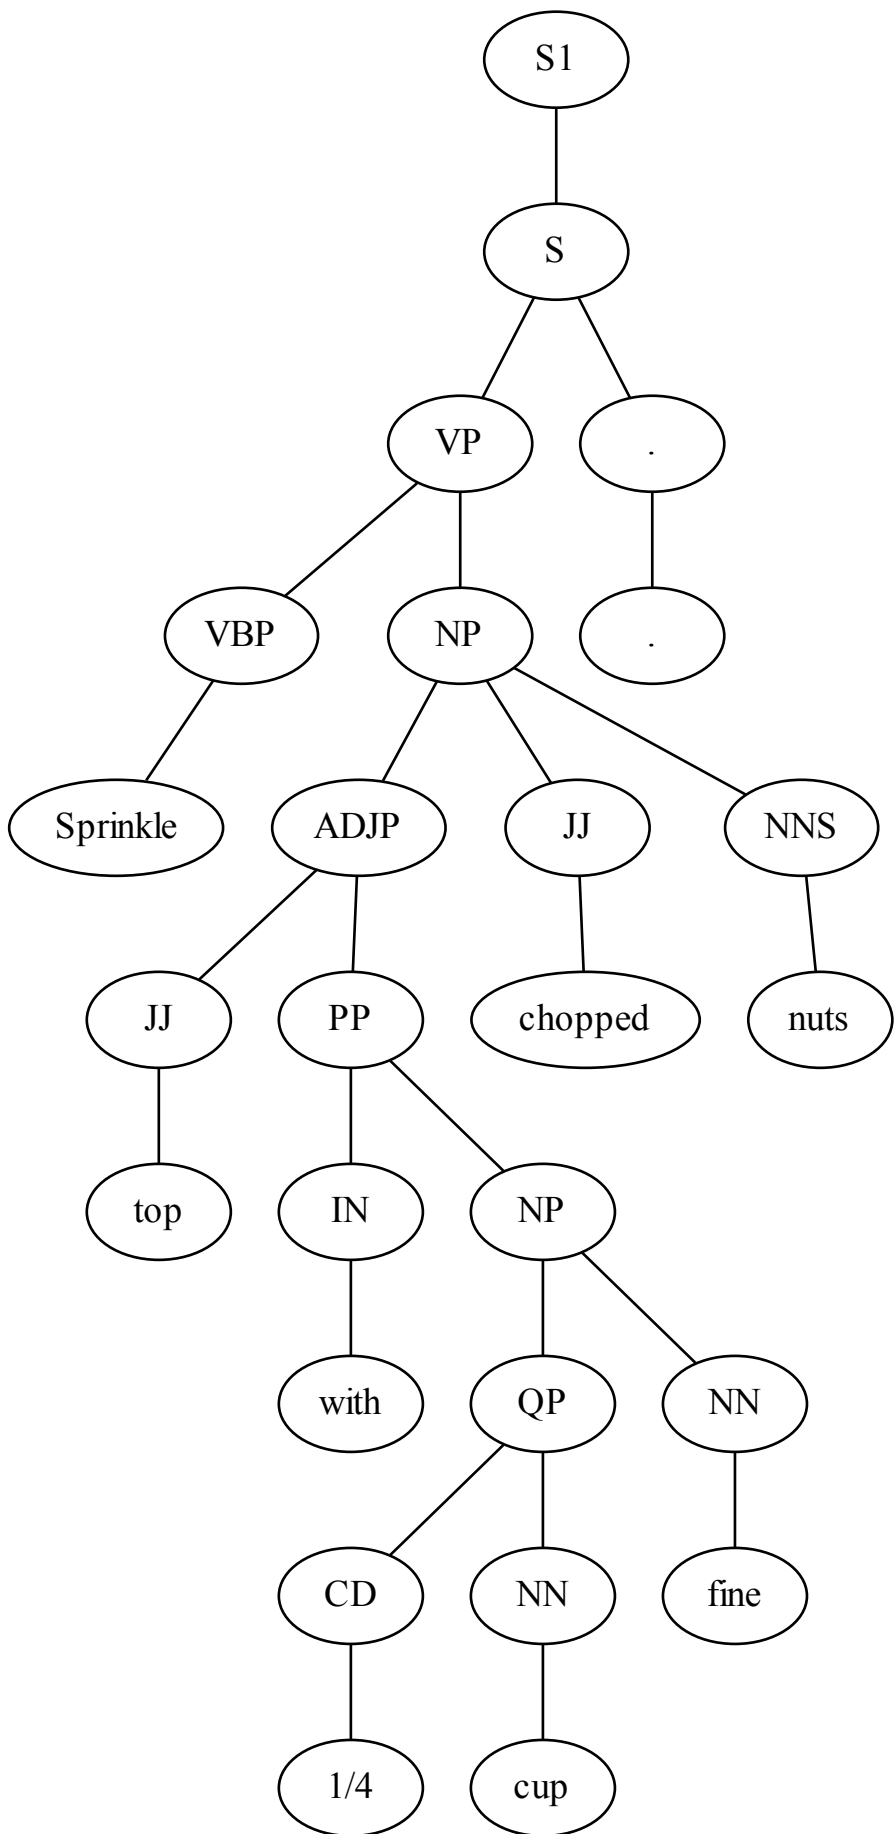 S1
S
VP .
VBP NP .
Sprinkle ADJP JJ NNS
JJ PP chopped nuts
top IN NP
with QP NN
CD NN fine
1/4 cup